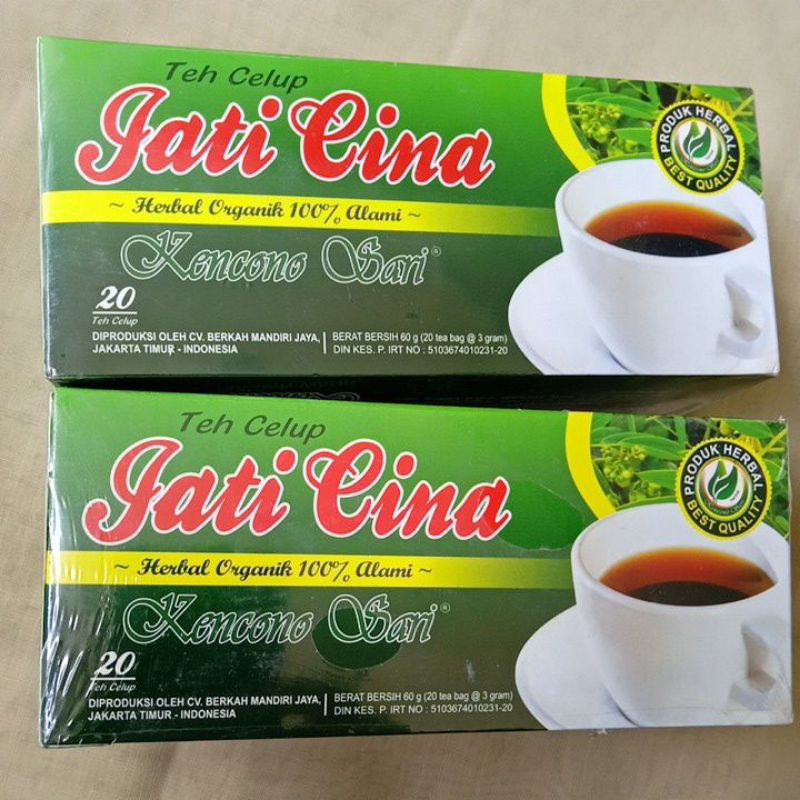 Teh Celup
Jati Cina
~ Herbal Organik 100% Alami ~
Kencono Sari®
20
Teh Celup
DIPRODUKSI OLEH CV. BERKAH MANDIRI JAYA,
JAKARTA TIMUR - INDONESIA
BERAT BERSIH 60 g (20 tea bag @ 3 gram)
DIN KES. P. IRT NO : 5103674010231-20
PRODUK HERBAL
BEST QUALITY
Teh Celup
Jati Cina
~ Herbal Organik 100% Alami ~
Kencono Sari®
20
Teh Celup
DIPRODUKSI OLEH CV. BERKAH MANDIRI JAYA,
JAKARTA TIMUR - INDONESIA
BERAT BERSIH 60 g (20 tea bag @ 3 gram)
DIN KES. P. IRT NO : 5103674010231-20
PRODUK HERBAL
BEST QUALITY